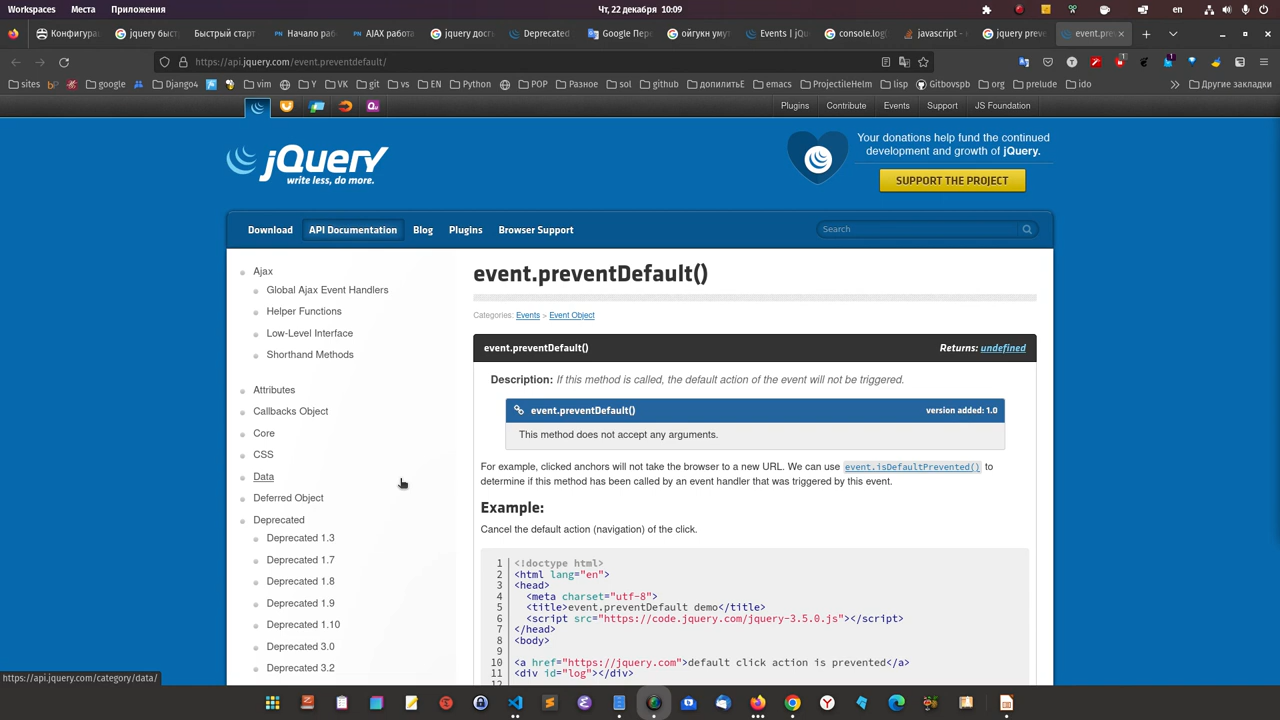 Workspaces Места Приложения Чт, 22 декабря 10:09 en
Конфигура jquery быст Быстрый старт Начало раб AJAX работа jquery дост Deprecated Google Пере ойгукн умут Events | jQ console.log( javascript - jquery preve event.pre
https://api.jquery.com/event.preventdefault/
sites google Django4 Y VK git vs EN Python POP Разное sol github допилитьЕ emacs ProjectileHelm lisp Gitbovspb org prelude ido Другие закладки
Plugins Contribute Events Support JS Foundation
jQuery
write less, do more.
Your donations help fund the continued
development and growth of jQuery.
SUPPORT THE PROJECT
Download API Documentation Blog Plugins Browser Support Search
Ajax
Global Ajax Event Handlers
Helper Functions
Low-Level Interface
Shorthand Methods
Attributes
Callbacks Object
Core
CSS
Data
Deferred Object
Deprecated
Deprecated 1.3
Deprecated 1.7
Deprecated 1.8
Deprecated 1.9
Deprecated 1.10
Deprecated 3.0
Deprecated 3.2
event.preventDefault()
Categories: Events > Event Object
event.preventDefault() Returns: undefined
Description: If this method is called, the default action of the event will not be triggered.
event.preventDefault() version added: 1.0
This method does not accept any arguments.
For example, clicked anchors will not take the browser to a new URL. We can use event.isDefaultPrevented() to
determine if this method has been called by an event handler that was triggered by this event.
Example:
Cancel the default action (navigation) of the click.
1 <!doctype html>
2 <html lang="en">
3 <head>
4 <meta charset="utf-8">
5 <title>event.preventDefault demo</title>
6 <script src="https://code.jquery.com/jquery-3.5.0.js"></script>
7 </head>
8 <body>
9
10 <a href="https://jquery.com">default click action is prevented</a>
11 <div id="log"></div>
12
https://api.jquery.com/category/data/